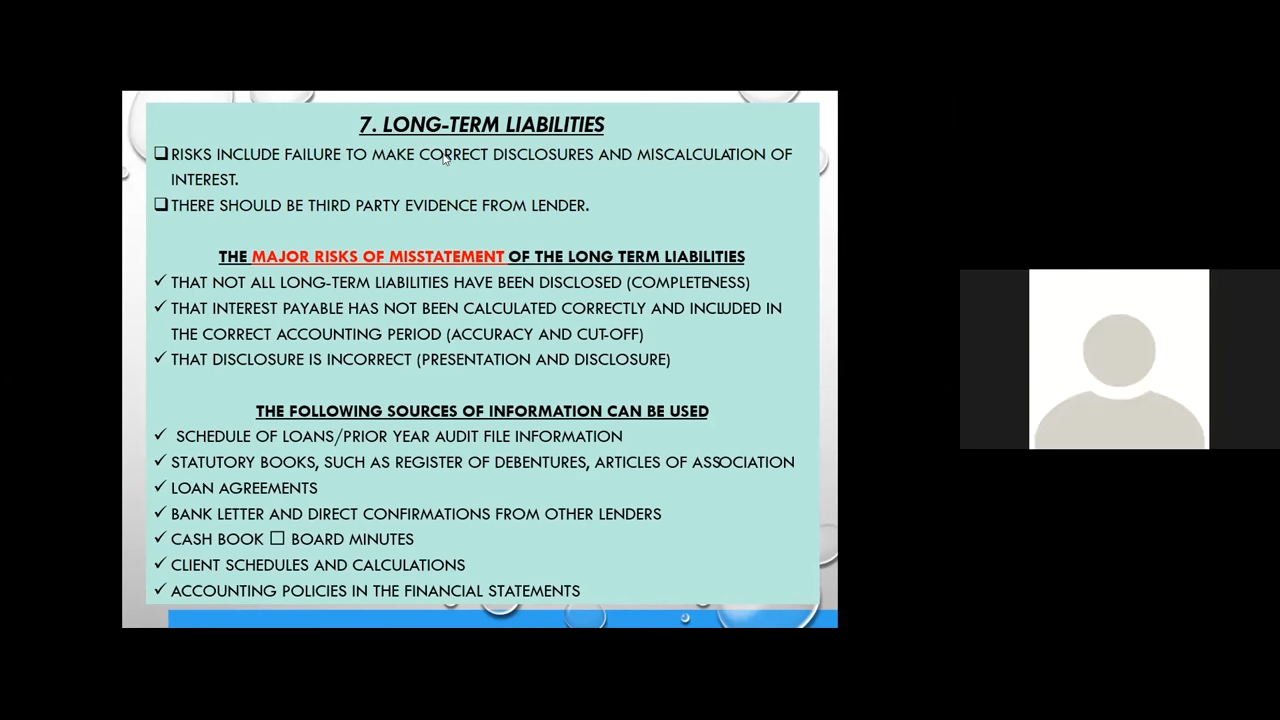 7. LONG-TERM LIABILITIES
❑RISKS INCLUDE FAILURE TO MAKE CORRECT DISCLOSURES AND MISCALCULATION OF
INTEREST.
❑THERE SHOULD BE THIRD PARTY EVIDENCE FROM LENDER.
THE MAJOR RISKS OF MISSTATEMENT OF THE LONG TERM LIABILITIES
✓ THAT NOT ALL LONG-TERM LIABILITIES HAVE BEEN DISCLOSED (COMPLETENESS)
✓ THAT INTEREST PAYABLE HAS NOT BEEN CALCULATED CORRECTLY AND INCLUDED IN
THE CORRECT ACCOUNTING PERIOD (ACCURACY AND CUT-OFF)
✓ THAT DISCLOSURE IS INCORRECT (PRESENTATION AND DISCLOSURE)
THE FOLLOWING SOURCES OF INFORMATION CAN BE USED
✓ SCHEDULE OF LOANS/PRIOR YEAR AUDIT FILE INFORMATION
✓ STATUTORY BOOKS, SUCH AS REGISTER OF DEBENTURES, ARTICLES OF ASSOCIATION
✓ LOAN AGREEMENTS
✓ BANK LETTER AND DIRECT CONFIRMATIONS FROM OTHER LENDERS
✓ CASH BOOK ☐ BOARD MINUTES
✓ CLIENT SCHEDULES AND CALCULATIONS
✓ ACCOUNTING POLICIES IN THE FINANCIAL STATEMENTS